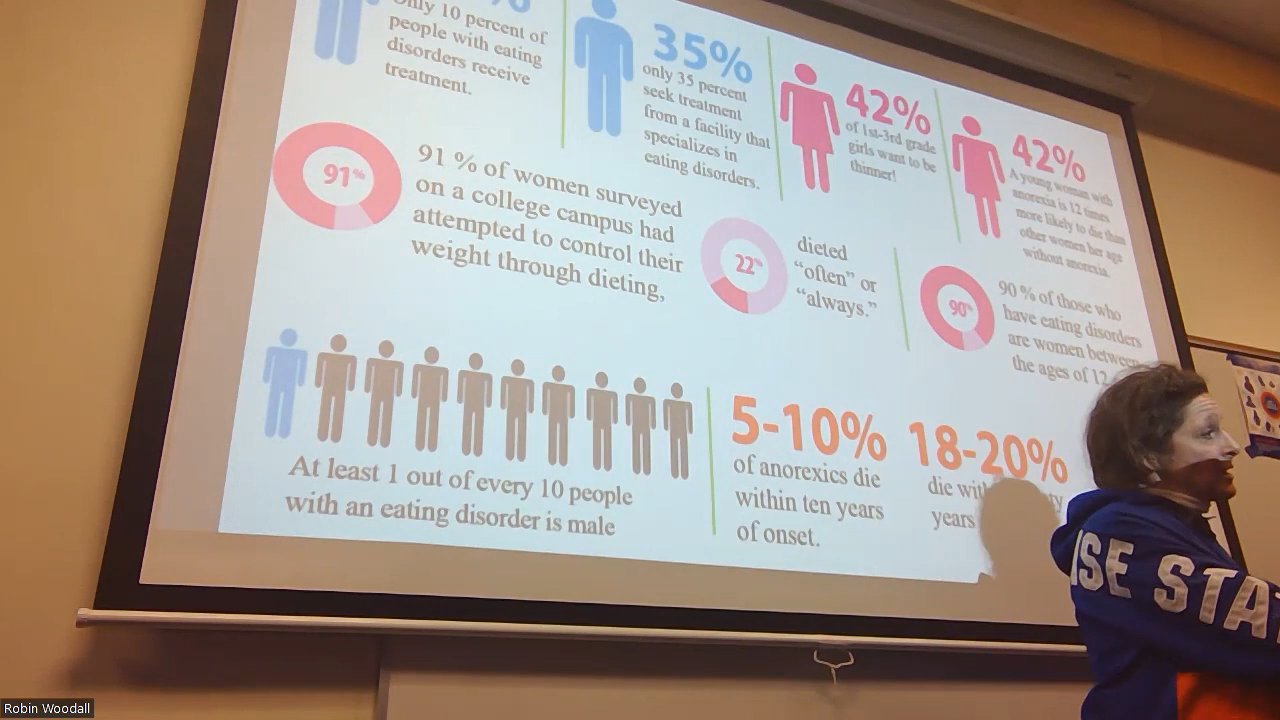 Only 10 percent of
people with eating
disorders receive
treatment.
35%
only 35 percent
seek treatment
from a facility that
specializes in
eating disorders.
42%
of 1st-3rd grade
girls want to be
thinner!
42%
A young woman with
anorexia is 12 times
more likely to die than
other women her age
without anorexia.
91%
91 % of women surveyed
on a college campus had
attempted to control their
weight through dieting,
22%
dieted
“often” or
“always.”
90%
90 % of those who
have eating disorders
are women between
the ages of 12
At least 1 out of every 10 people
with an eating disorder is male
5-10%
of anorexics die
within ten years
of onset.
18-20%
die
years
ISE STA
Robin Woodall